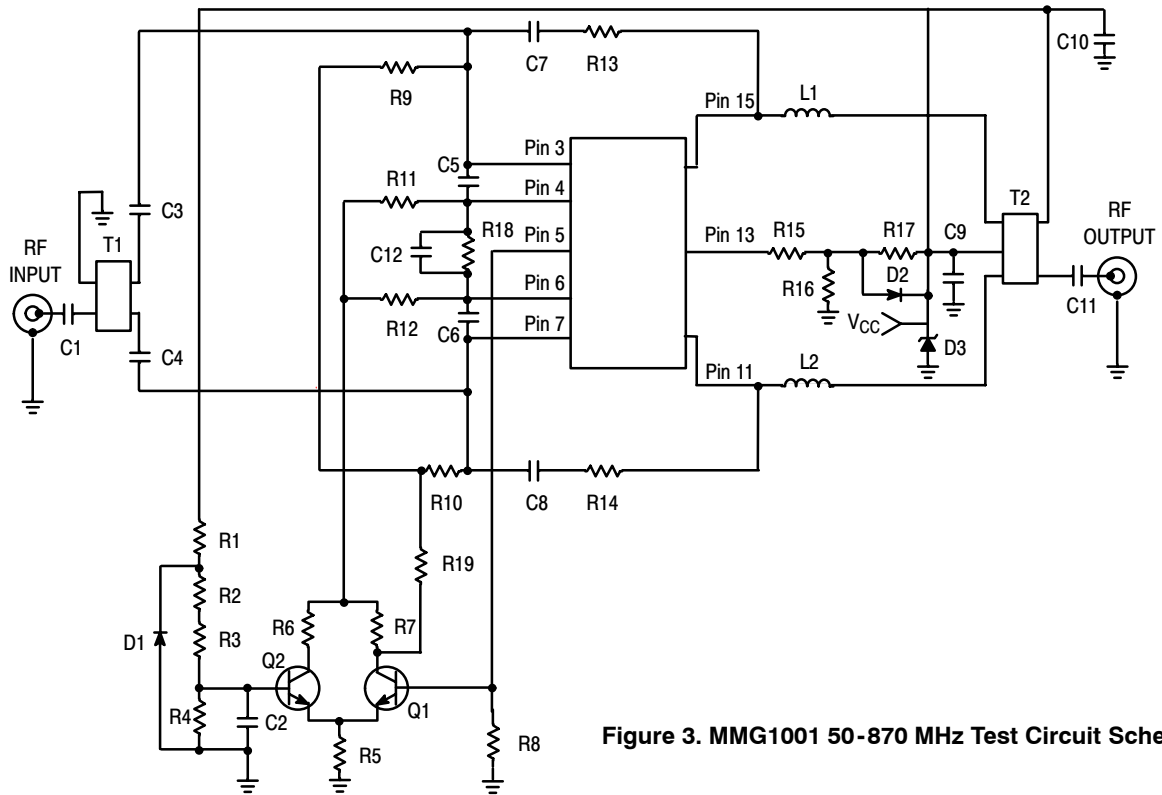 C10
C7
R13
R9
L1
Pin 15
Pin 3
C5
R11
Pin 4
T2
C3
RF
INPUT
T1
R18
C12
Pin 5
Pin 13
R15
R17
C9
RF
OUTPUT
D2
R16
Pin 6
R12
C6
Pin 7
C1
C4
VCC
C11
D3
L2
Pin 11
R10
C8
R14
R1
R19
R2
D1
R3
R6
R7
Q2
Q1
R4
C2
R5
R8
Figure 3. MMG1001 50-870 MHz Test Circuit Sche